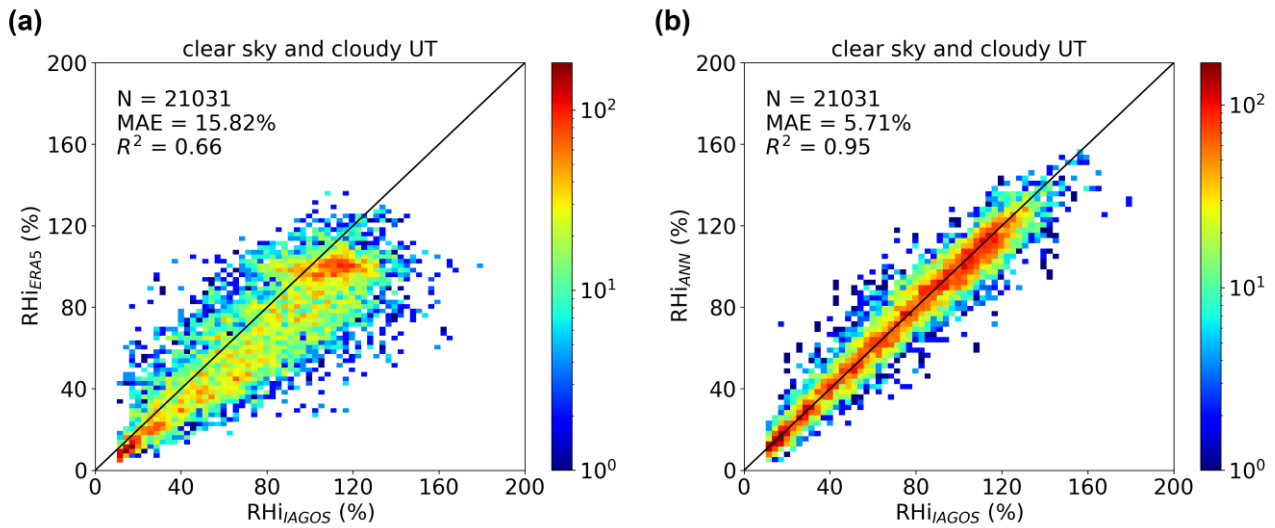 (a)
clear sky and cloudy UT
N = 21031
MAE = 15.82%
R² = 0.66
200
160
120
80
40
0
RHi_ERA5 (%)
0 40 80 120 160 200
RHi_IAGOS (%)
10²
10¹
10⁰
(b)
clear sky and cloudy UT
N = 21031
MAE = 5.71%
R² = 0.95
200
160
120
80
40
0
RHi_ANN (%)
0 40 80 120 160 200
RHi_IAGOS (%)
10²
10¹
10⁰